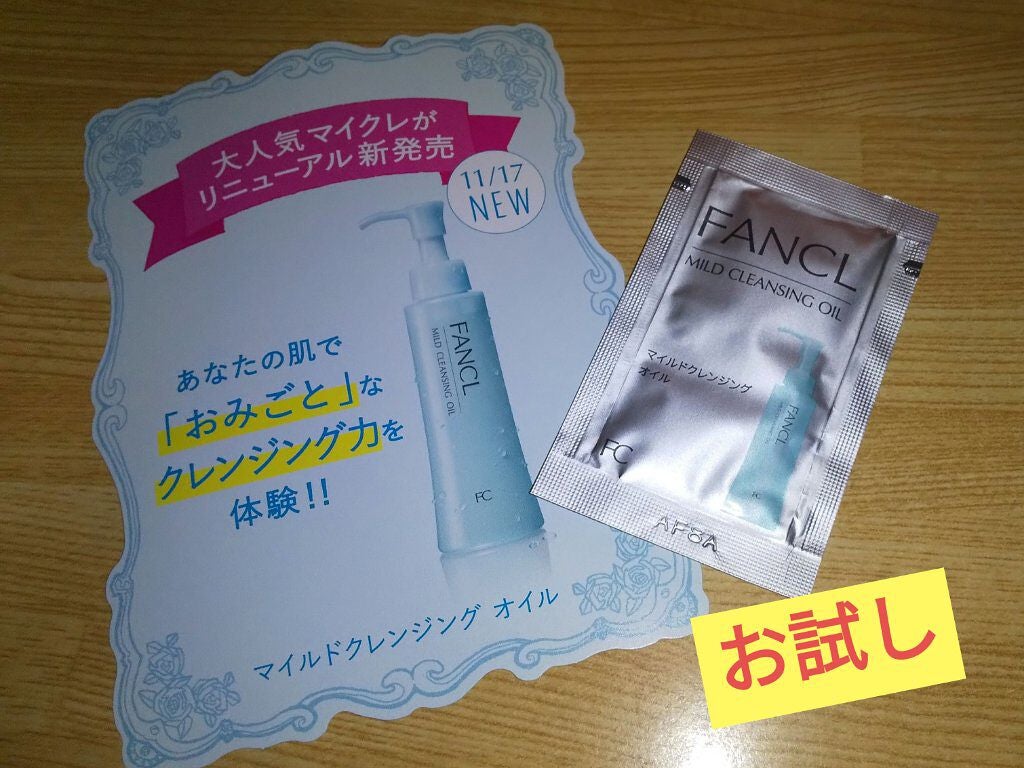 大人気マイクレが
リニューアル新発売
11/17
NEW
FANCL
MILD CLEANSING OIL
FC
あなたの肌で
「おみごと」な
クレンジング力を
体験!!
マイルドクレンジング オイル
FANCL
MILD CLEANSING OIL
マイルドクレンジング
オイル
FANCL
FC
FC
お試し